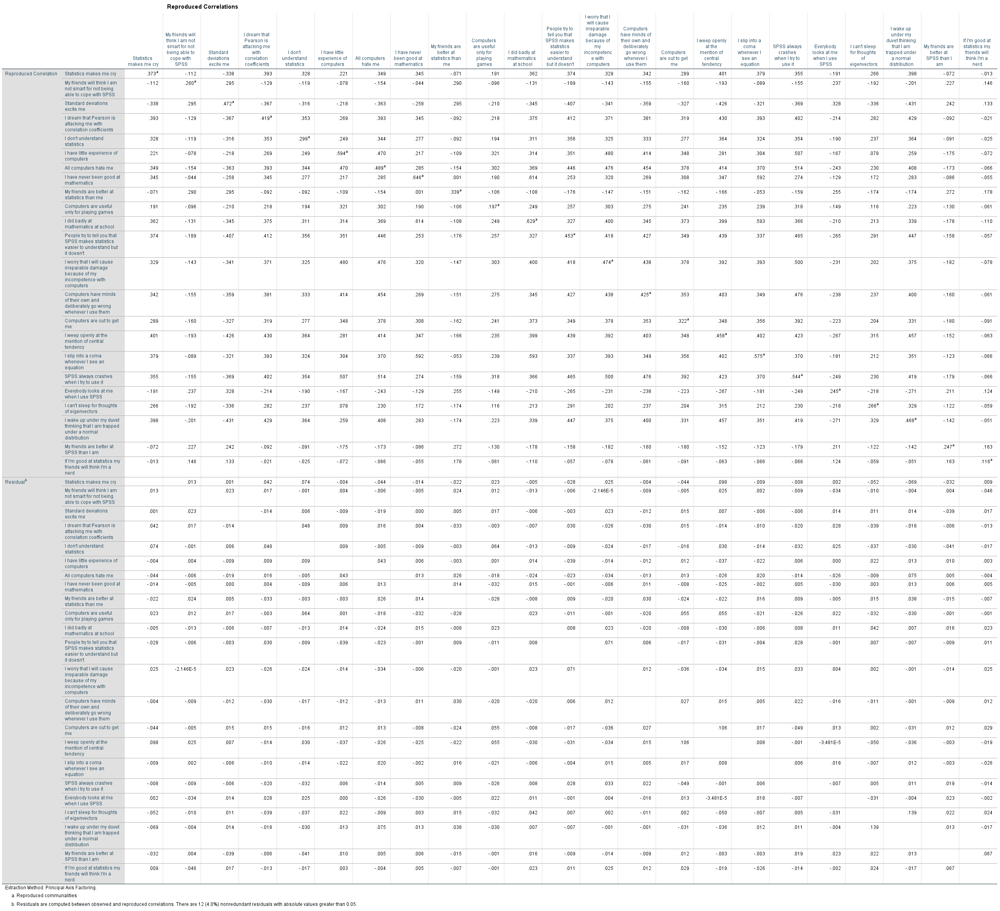 Reproduced Correlations
Statistics
makes me cry
My friends will
think I am not
smart for not
being able to
cope with
SPSS
Standard
deviations
excite me
I dream that
Pearson is
attacking me
with
correlation
coefficients
I don't
understand
statistics
I have little
experience of
computers
All computers
hate me
I have never
been good at
mathematics
My friends are
better at
statistics than
me
Computers
are useful
only for
playing
games
I did badly at
mathematics
at school
People try to
tell you that
SPSS makes
statistics
easier to
understand
but it doesn't
I worry that I
will cause
irreparable
damage
because of
my
incompetenc
e with
computers
Computers
have minds of
their own and
deliberately
go wrong
whenever I
use them
Computers
are out to get
me
I weep openly
at the
mention of
central
tendency
I slip into a
coma
whenever I
see an
equation
SPSS always
crashes
when I try to
use it
Everybody
looks at me
when I use
SPSS
I can't sleep
for thoughts
of
eigenvectors
I wake up
under my
duvet thinking
that I am
trapped under
a normal
distribution
My friends are
better at
SPSS than I
am
If I'm good at
statistics my
friends will
think I'm a
nerd
Reproduced Correlation Statistics makes me cry .373a -.112 -.338 .393 .328 .221 .349 .345 -.071 .191 .362 .374 .329 .342 .289 .401 .379 .355 -.191 .266 .398 -.072 -.013
My friends will think I am -.112 .260a .295 -.129 -.119 -.078 -.154 -.044 .290 -.096 -.131 -.189 -.143 -.155 -.160 -.193 -.089 -.155 .237 -.192 -.201 .227 .146
not smart for not being
able to cope with SPSS
Standard deviations -.338 .295 .472a -.367 -.316 -.218 -.363 -.258 .295 -.210 -.345 -.407 -.341 -.359 -.327 -.426 -.321 -.369 .328 -.336 -.431 .242 .133
excite me
I dream that Pearson is .393 -.129 -.367 .419a .353 .269 .393 .345 -.092 .218 .375 .412 .371 .381 .319 .430 .393 .402 -.214 .282 .429 -.092 -.021
attacking me with
correlation coefficients
I don't understand .328 -.119 -.316 .353 .299a .249 .344 .277 -.092 .194 .311 .356 .325 .333 .277 .364 .324 .354 -.190 .237 .364 -.091 -.025
statistics
I have little experience of .221 -.078 -.218 .269 .249 .594a .470 .217 -.109 .321 .314 .351 .480 .414 .348 .281 .304 .507 -.167 .078 .259 -.175 -.072
computers
All computers hate me .349 -.154 -.363 .393 .344 .470 .489a .285 -.154 .302 .369 .446 .476 .454 .378 .414 .370 .514 -.243 .230 .408 -.173 -.066
I have never been good at .345 -.044 -.258 .345 .277 .217 .285 .646a .001 .190 .614 .253 .320 .269 .308 .347 .592 .274 -.129 .172 .283 -.086 -.055
mathematics
My friends are better at -.071 .290 .295 -.092 -.092 -.109 -.154 .001 .339a -.106 -.108 -.176 -.147 -.151 -.162 -.166 -.053 -.159 .255 -.174 -.174 .272 .178
statistics than me
Computers are useful .191 -.096 -.210 .218 .194 .321 .302 .190 -.106 .197a .249 .257 .303 .275 .241 .235 .239 .318 -.149 .116 .223 -.130 -.061
only for playing games
I did badly at .362 -.131 -.345 .375 .311 .314 .369 .614 -.108 .249 .629a .327 .400 .345 .373 .399 .593 .366 -.210 .213 .339 -.178 -.110
mathematics at school
People try to tell you that .374 -.189 -.407 .412 .356 .351 .446 .253 -.176 .257 .327 .453a .418 .427 .349 .439 .337 .465 -.265 .291 .447 -.158 -.057
SPSS makes statistics
easier to understand but
it doesn't
I worry that I will cause .329 -.143 -.341 .371 .325 .480 .476 .320 -.147 .303 .400 .418 .474a .438 .378 .392 .393 .500 -.231 .202 .375 -.182 -.078
irreparable damage
because of my
incompetence with
computers
Computers have minds .342 -.155 -.359 .381 .333 .414 .454 .269 -.151 .275 .345 .427 .438 .425a .353 .403 .349 .476 -.238 .237 .400 -.160 -.061
of their own and
deliberately go wrong
whenever I use them
Computers are out to get .289 -.160 -.327 .319 .277 .348 .378 .308 -.162 .241 .373 .349 .378 .353 .322a .348 .356 .392 -.223 .204 .331 -.180 -.091
me
I weep openly at the .401 -.193 -.426 .430 .364 .281 .414 .347 -.166 .235 .399 .439 .392 .403 .348 .458a .402 .423 -.267 .315 .457 -.152 -.063
mention of central
tendency
I slip into a coma .379 -.089 -.321 .393 .324 .304 .370 .592 -.053 .239 .593 .337 .393 .349 .356 .402 .575a .370 -.181 .212 .351 -.123 -.066
whenever I see an
equation
SPSS always crashes .355 -.155 -.369 .402 .354 .507 .514 .274 -.159 .318 .366 .465 .500 .476 .392 .423 .370 .544a -.249 .230 .419 -.179 -.066
when I try to use it
Everybody looks at me -.191 .237 .328 -.214 -.190 -.167 -.243 -.129 .255 -.149 -.210 -.265 -.231 -.238 -.223 -.267 -.181 -.249 .245a -.218 -.271 .211 .124
when I use SPSS
I can't sleep for thoughts .266 -.192 -.336 .282 .237 .078 .230 .172 -.174 .116 .213 .291 .202 .237 .204 .315 .212 .230 -.218 .266a .329 -.122 -.059
of eigenvectors
I wake up under my duvet .398 -.201 -.431 .429 .364 .259 .408 .283 -.174 .223 .339 .447 .375 .400 .331 .457 .351 .419 -.271 .329 .468a -.142 -.051
thinking that I am trapped
under a normal
distribution
My friends are better at -.072 .227 .242 -.092 -.091 -.175 -.173 -.086 .272 -.130 -.178 -.158 -.182 -.160 -.180 -.152 -.123 -.179 .211 -.122 -.142 .247a .163
SPSS than I am
If I'm good at statistics my -.013 .146 .133 -.021 -.025 -.072 -.066 -.055 .178 -.061 -.110 -.057 -.078 -.061 -.091 -.063 -.066 -.066 .124 -.059 -.051 .163 .116a
friends will think I'm a
nerd
Residualb Statistics makes me cry .013 .001 .042 .074 -.004 -.044 -.014 -.022 .023 -.005 -.028 .025 -.004 -.044 .098 -.009 -.008 .002 -.052 -.069 -.032 .009
My friends will think I am .013 .023 .017 -.001 .004 -.006 -.005 .024 .012 -.013 -.006 -2.146E-5 -.009 -.005 .025 .002 -.009 -.034 -.010 -.004 .004 -.046
not smart for not being
able to cope with SPSS
Standard deviations .001 .023 -.014 .006 -.009 -.019 .000 .005 .017 -.006 -.003 .023 -.012 .015 .007 -.006 -.006 .014 .011 .014 -.039 .017
excite me
I dream that Pearson is .042 .017 -.014 .048 .009 .016 .004 -.033 -.003 -.007 .030 -.026 -.030 .015 -.014 -.010 -.020 .028 -.039 -.018 -.006 -.013
attacking me with
correlation coefficients
I don't understand .074 -.001 .006 .048 .009 -.005 -.009 -.003 .064 -.013 -.009 -.024 -.017 -.016 .030 -.014 -.032 .025 -.037 -.030 -.041 -.017
statistics
I have little experience of -.004 .004 -.009 .009 .009 .043 .006 -.003 .001 .014 -.039 -.014 -.012 .012 -.037 -.022 .006 .000 .022 .013 .010 .003
computers
All computers hate me -.044 -.006 -.019 .016 -.005 .043 .013 .026 -.018 -.024 -.023 -.034 -.013 .013 -.026 .020 -.014 -.026 -.009 .075 .005 -.004
I have never been good at -.014 -.005 .000 .004 -.009 .006 .013 .014 -.032 .015 -.001 -.006 .011 -.008 -.025 -.002 .005 -.030 .003 .013 .006 .005
mathematics
My friends are better at -.022 .024 .005 -.033 -.003 -.003 .026 .014 -.028 -.008 .009 -.020 .030 -.024 -.022 .016 .009 -.005 .015 .038 -.015 -.007
statistics than me
Computers are useful .023 .012 .017 -.003 .064 .001 -.018 -.032 -.028 .023 -.011 -.001 -.020 .055 .055 -.021 -.026 .022 -.032 -.030 -.001 -.001
only for playing games
I did badly at -.005 -.013 -.006 -.007 -.013 .014 -.024 .015 -.008 .023 .008 .023 -.020 -.008 -.030 -.006 .008 .011 .042 .007 .016 .023
mathematics at school
People try to tell you that -.028 -.006 -.003 .030 -.009 -.039 -.023 -.001 .009 -.011 .008 .071 .006 -.017 -.031 -.004 .028 -.001 .007 -.007 -.009 .011
SPSS makes statistics
easier to understand but
it doesn't
I worry that I will cause .025 -2.146E-5 .023 -.026 -.024 -.014 -.034 -.006 -.020 -.001 .023 .071 .012 -.036 -.034 .015 .033 .004 .002 -.001 -.014 .025
irreparable damage
because of my
incompetence with
computers
Computers have minds -.004 -.009 -.012 -.030 -.017 -.012 -.013 .011 .030 -.020 -.020 .006 .012 .027 .015 .005 .022 -.016 -.011 -.001 -.009 .012
of their own and
deliberately go wrong
whenever I use them
Computers are out to get -.044 -.005 .015 .015 -.016 .012 .013 -.008 -.024 .055 -.008 -.017 -.036 .027 .106 .017 -.049 .013 .002 -.031 .012 .029
me
I weep openly at the .098 .025 .007 -.014 .030 -.037 -.026 -.025 -.022 .055 -.030 -.031 -.034 .015 .106 .008 -.001 -3.481E-5 -.050 -.036 -.003 -.019
mention of central
tendency
I slip into a coma -.009 .002 -.006 -.010 -.014 -.022 .020 -.002 .016 -.021 -.006 -.004 .015 .005 .017 .008 .006 .018 -.007 .012 -.003 -.026
whenever I see an
equation
SPSS always crashes -.008 -.009 -.006 -.020 -.032 .006 -.014 .005 .009 -.026 .008 .028 .033 .022 -.049 -.001 .006 -.007 .005 .011 .019 -.014
when I try to use it
Everybody looks at me .002 -.034 .014 .028 .025 .000 -.026 -.030 -.005 .022 .011 -.001 .004 -.016 .013 -3.481E-5 .018 -.007 -.031 -.004 .023 -.002
when I use SPSS
I can't sleep for thoughts -.052 -.010 .011 -.039 -.037 .022 -.009 .003 .015 -.032 .042 .007 .002 -.011 .002 -.050 -.007 .005 -.031 .139 .022 .024
of eigenvectors
I wake up under my duvet -.069 -.004 .014 -.018 -.030 .013 .075 .013 .038 -.030 .007 -.007 -.001 -.001 -.031 -.036 .012 .011 -.004 .139 .013 -.017
thinking that I am trapped
under a normal
distribution
My friends are better at -.032 .004 -.039 -.006 -.041 .010 .005 .006 -.015 -.001 .016 -.009 -.014 -.009 .012 -.003 -.003 .019 .023 .022 .013 .067
SPSS than I am
If I'm good at statistics my .009 -.046 .017 -.013 -.017 .003 -.004 .005 -.007 -.001 .023 .011 .025 .012 .029 -.019 -.026 -.014 -.002 .024 -.017 .067
friends will think I'm a
nerd
Extraction Method: Principal Axis Factoring.
a. Reproduced communalities
b. Residuals are computed between observed and reproduced correlations. There are 12 (4.0%) nonredundant residuals with absolute values greater than 0.05.